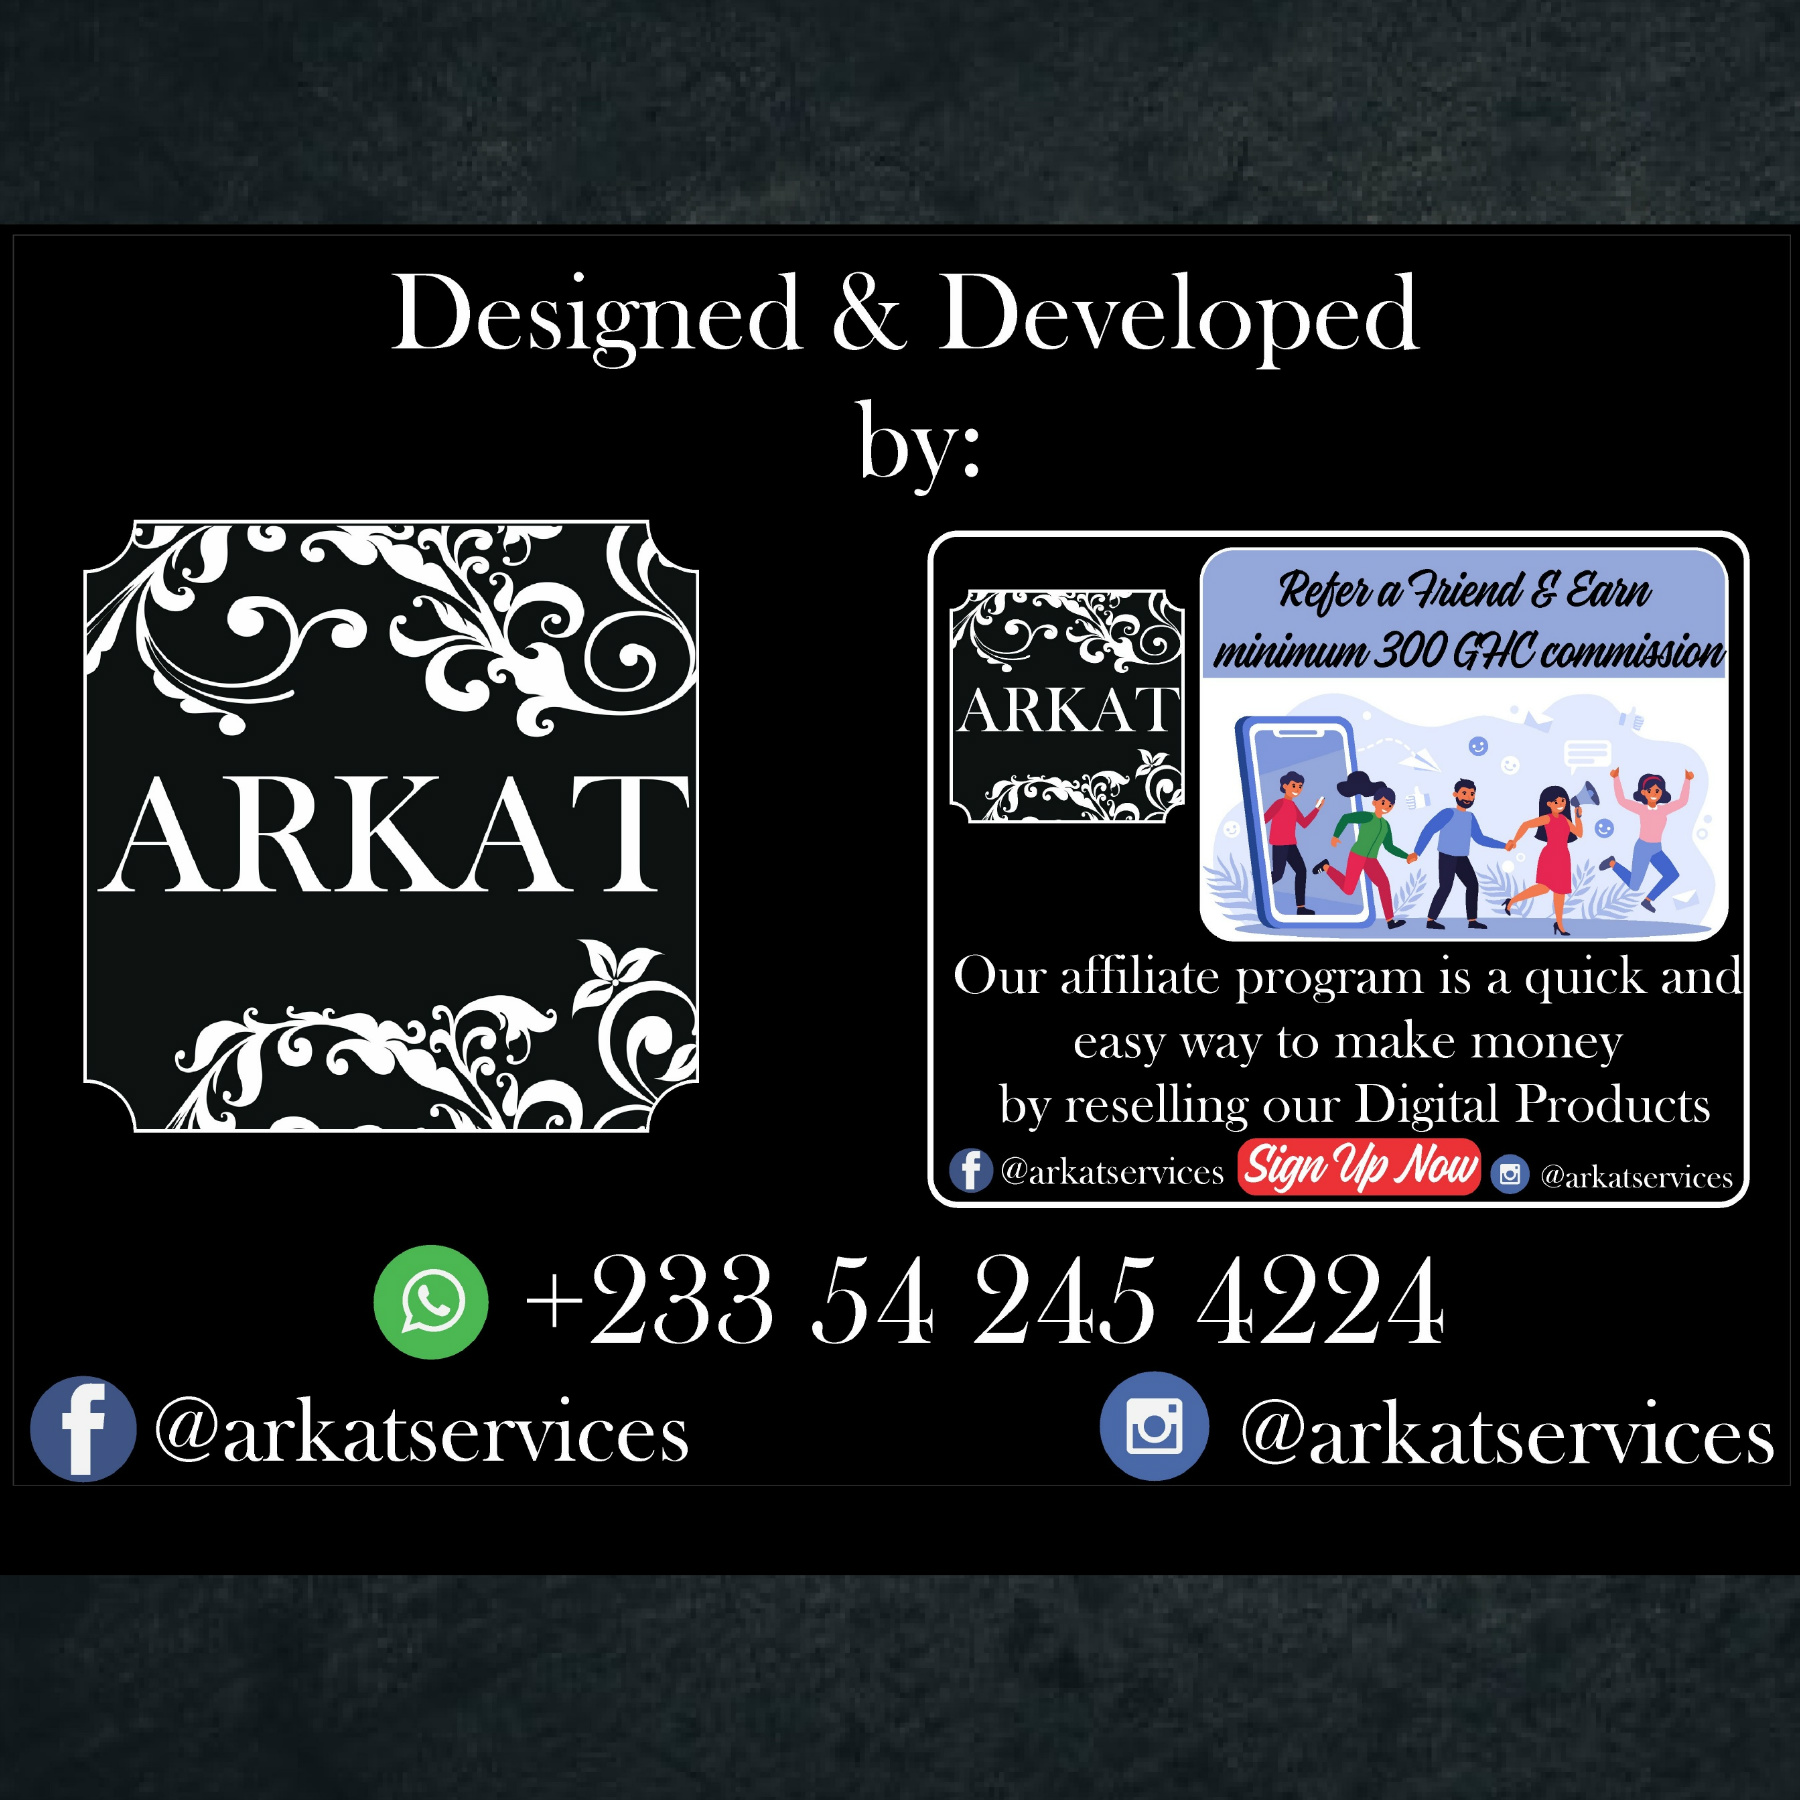 Designed & Developed
by:
ARKAT
Refer a Friend & Earn
minimum 300 GHC commission
ARKAT
Our affiliate program is a quick and
easy way to make money
by reselling our Digital Products
@arkatservices Sign Up Now @arkatservices
+233 54 245 4224
@arkatservices @arkatservices